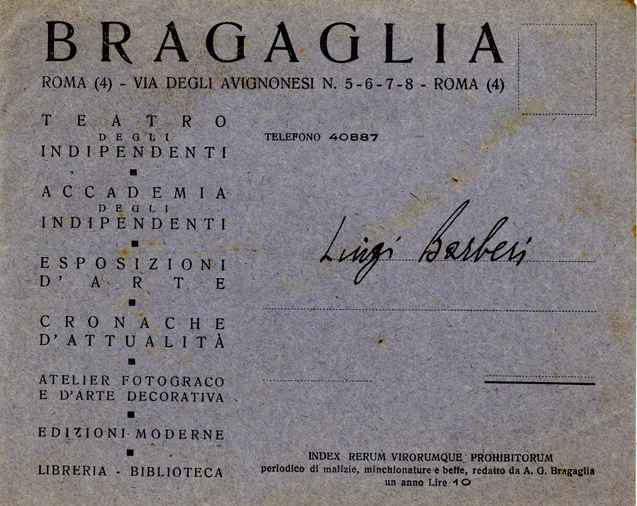 BRAGAGLIA
ROMA (4) - VIA DEGLI AVIGNONESI N. 5-6-7-8 - ROMA (4)
TEATRO
DEGLI
INDIPENDENTI
ACCADEMIA
DEGLI
INDIPENDENTI
ESPOSIZIONI
D'ARTE
CRONACHE
D'ATTUALITÀ
ATELIER FOTOGRACO
E D'ARTE DECORATIVA
EDIZIONI MODERNE
LIBRERIA - BIBLIOTECA
TELEFONO 40887
Luigi Barberi
INDEX RERUM VIRORUMQUE PROHIBITORUM
periodico di malizie, minchionature e beffe, redatto da A. G. Bragaglia
un anno Lire 10